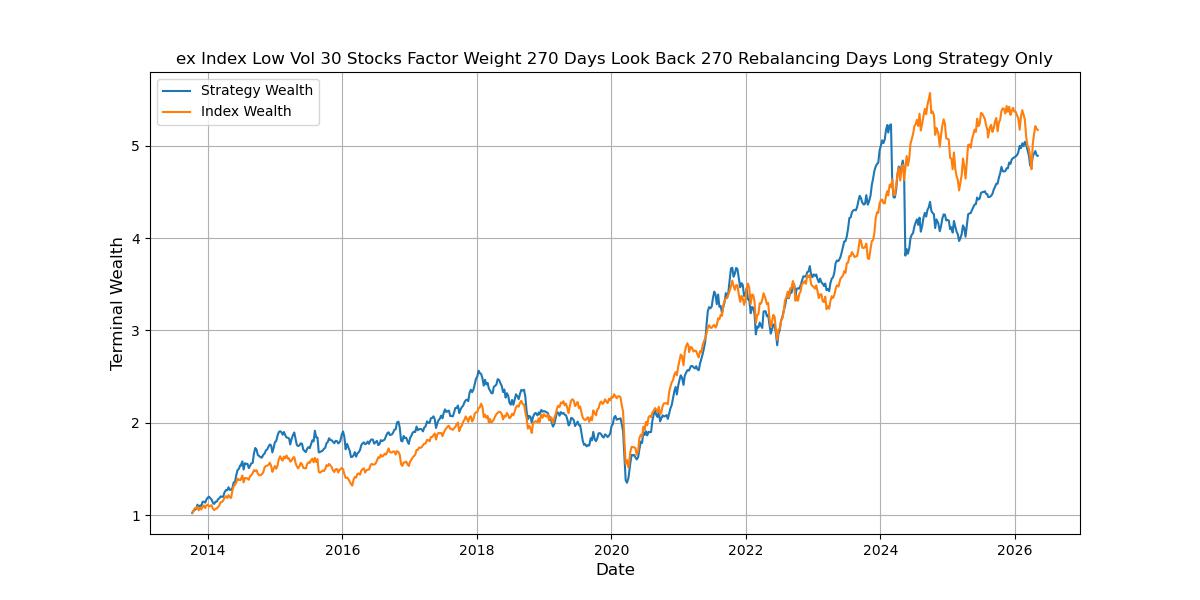 ex Index Low Vol 30 Stocks Factor Weight 270 Days Look Back 270 Rebalancing Days Long Strategy Only
Strategy Wealth
Index Wealth
Terminal Wealth
5
4
3
2
1
2014 2016 2018 2020 2022 2024 2026
Date